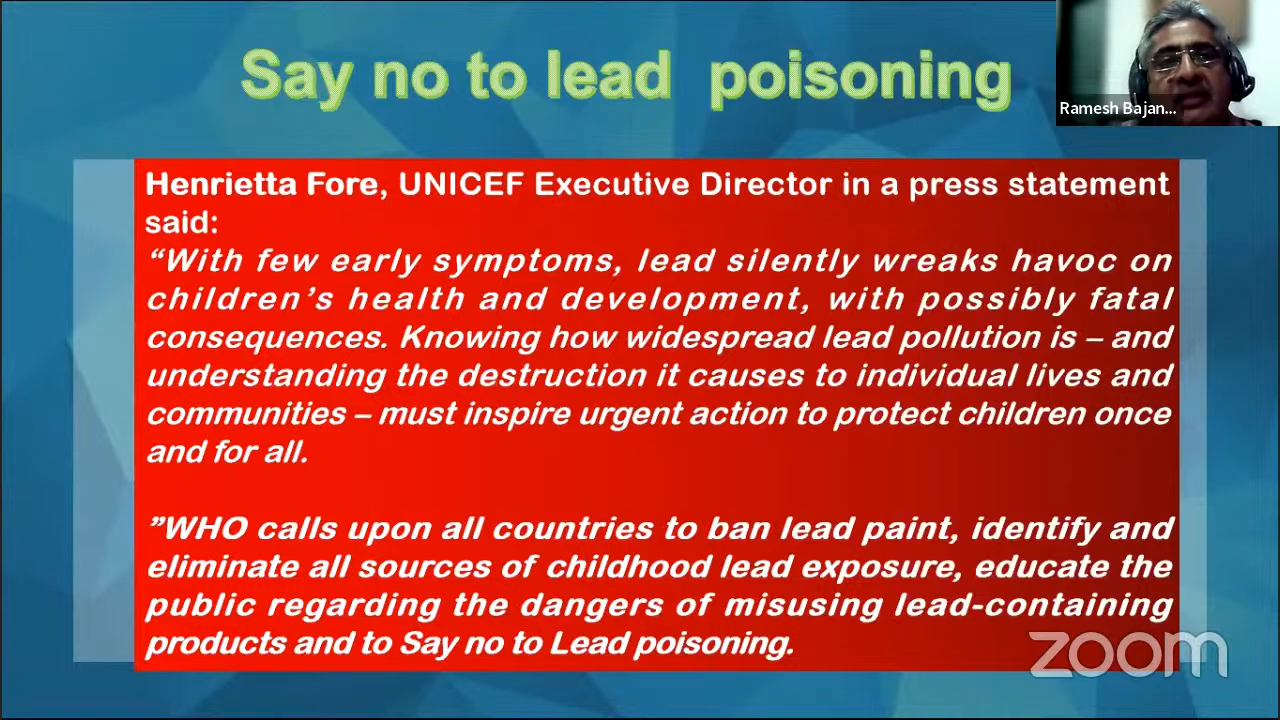 Say no to lead poisoning
Ramesh Bajan...
Henrietta Fore, UNICEF Executive Director in a press statement
said:
“With few early symptoms, lead silently wreaks havoc on
children’s health and development, with possibly fatal
consequences. Knowing how widespread lead pollution is – and
understanding the destruction it causes to individual lives and
communities – must inspire urgent action to protect children once
and for all.
”WHO calls upon all countries to ban lead paint, identify and
eliminate all sources of childhood lead exposure, educate the
public regarding the dangers of misusing lead-containing
products and to Say no to Lead poisoning.
zoom